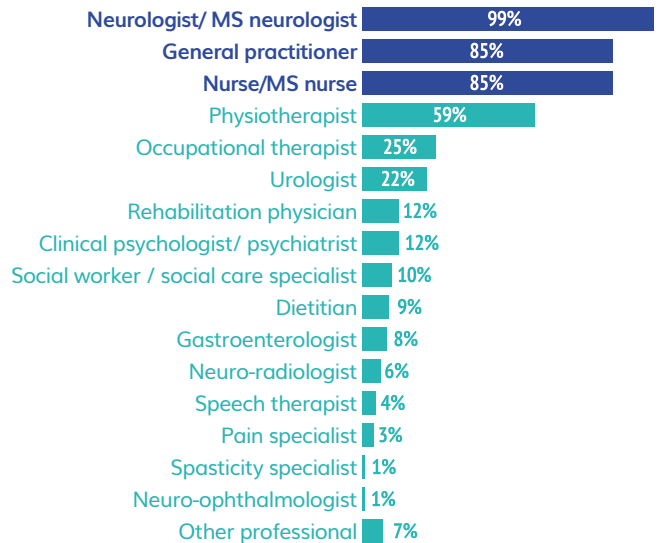 Neurologist/ MS neurologist 99%
General practitioner 85%
Nurse/MS nurse 85%
Physiotherapist 59%
Occupational therapist 25%
Urologist 22%
Rehabilitation physician 12%
Clinical psychologist/ psychiatrist 12%
Social worker / social care specialist 10%
Dietitian 9%
Gastroenterologist 8%
Neuro-radiologist 6%
Speech therapist 4%
Pain specialist 3%
Spasticity specialist 1%
Neuro-ophthalmologist 1%
Other professional 7%